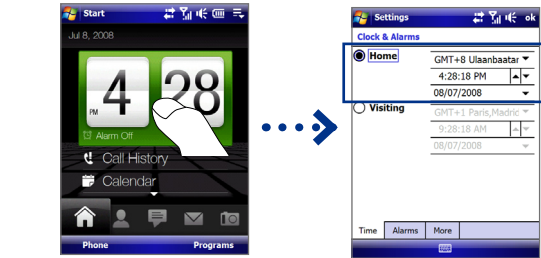 Start
Jul 8, 2008
4 28
PM
Alarm Off
Call History
Calendar
Phone Programs
Settings ok
Clock & Alarms
Home GMT+8 Ulaanbaatar
4:28:18 PM
08/07/2008
Visiting GMT+1 Paris,Madric
9:28:18 AM
08/07/2008
Time Alarms More